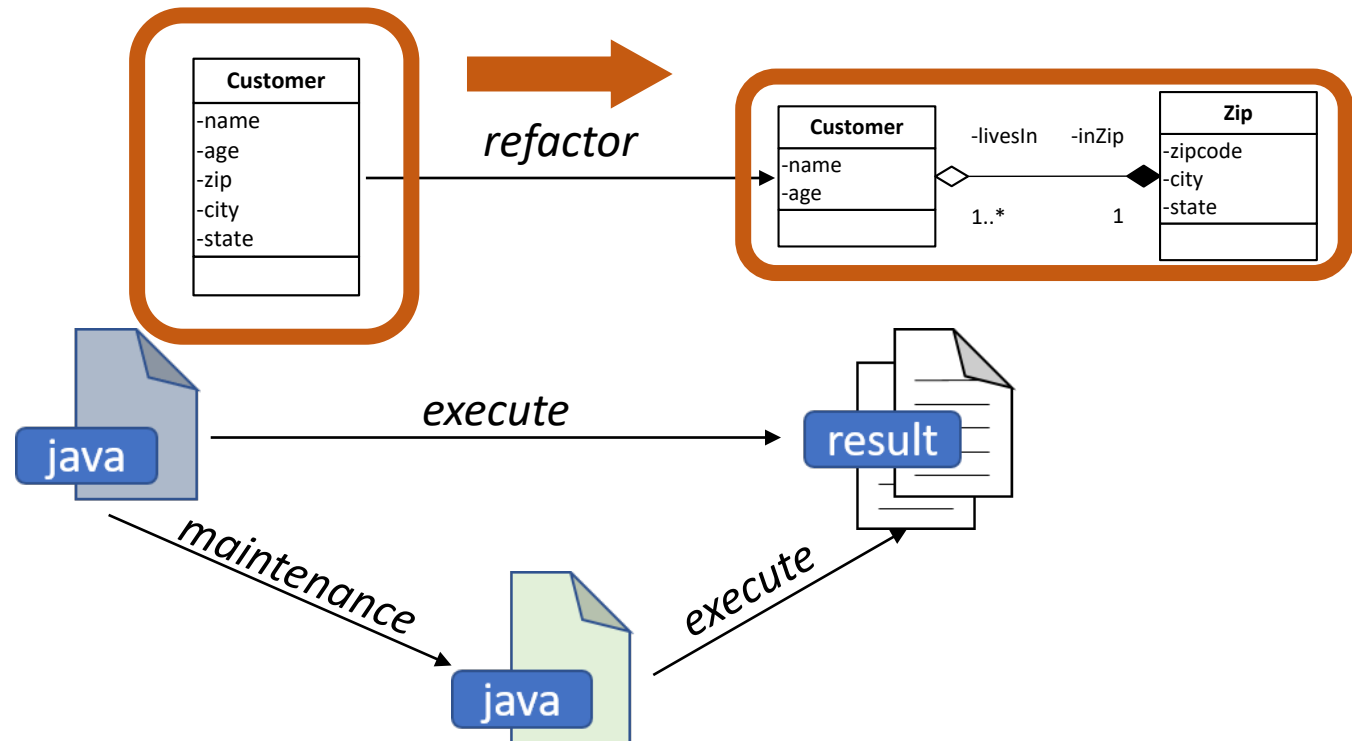 Customer
-name
-age
-zip
-city
-state
refactor
Customer
-name
-age
-livesIn
-inZip
1..*
1
Zip
-zipcode
-city
-state
java
execute
result
maintenance
execute
java